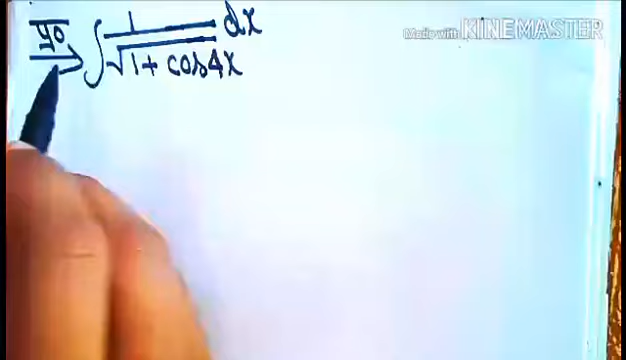 प्र० ∫ 1/√(1 + cos4x) dx
Made with KINEMASTER